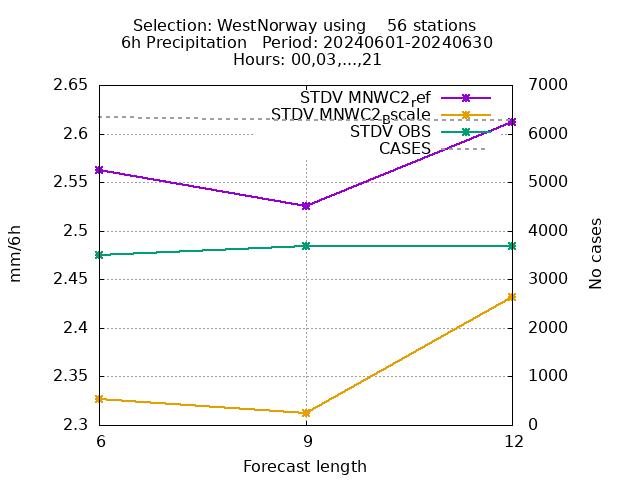 Selection: WestNorway using    56 stations
6h Precipitation   Period: 20240601-20240630
Hours: 00,03,...,21
STDV MNWC2ref
STDV MNWC2Bscale
STDV OBS
CASES
2.65
2.6
2.55
2.5
2.45
2.4
2.35
2.3
mm/6h
7000
6000
5000
4000
3000
2000
1000
0
No cases
6
9
12
Forecast length